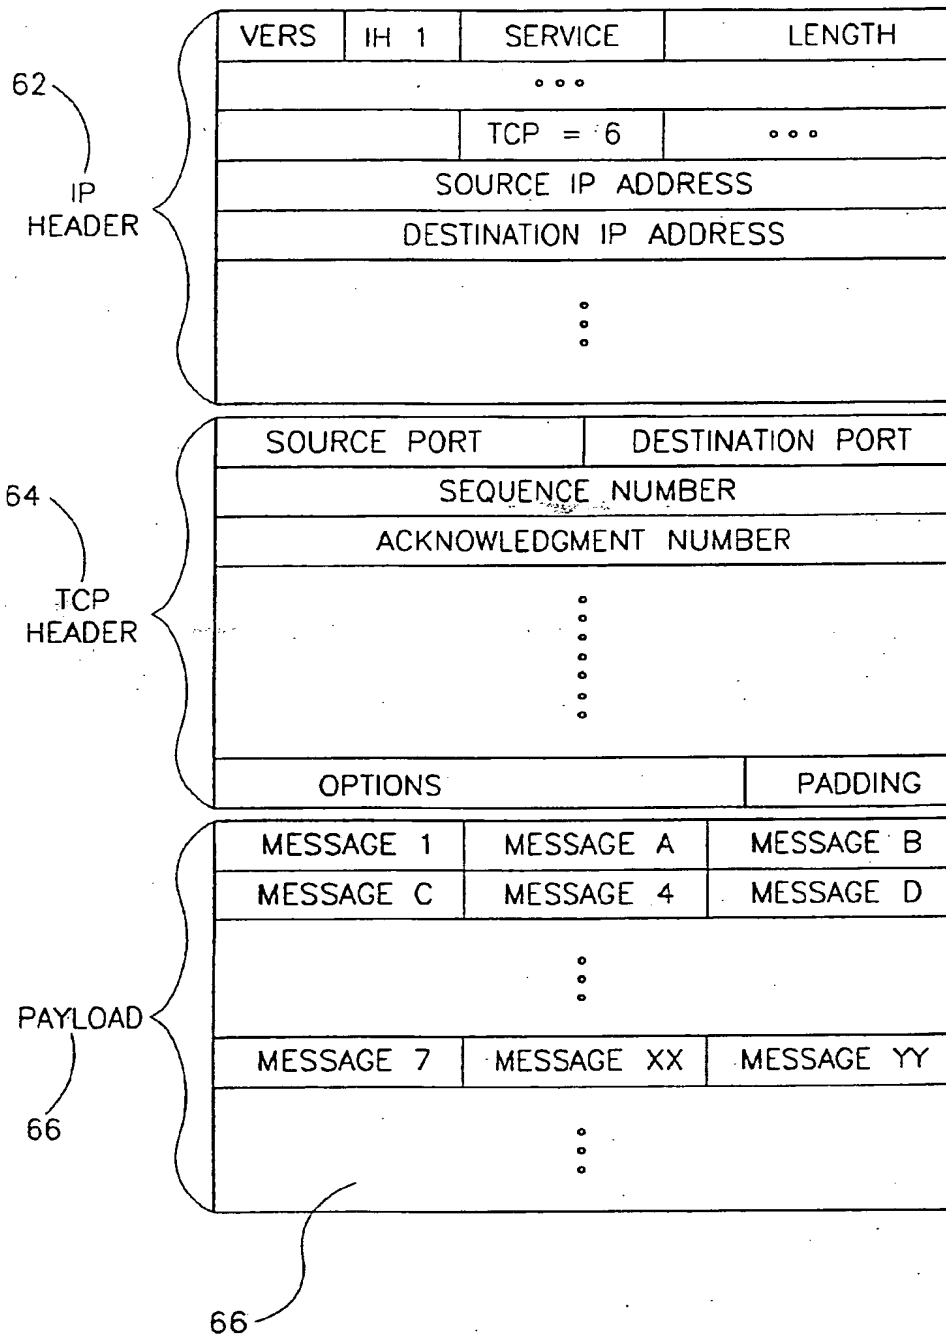 VERS IH 1 SERVICE LENGTH
62
TCP = 6
IP
HEADER
SOURCE IP ADDRESS
DESTINATION IP ADDRESS
SOURCE PORT DESTINATION PORT
64
SEQUENCE NUMBER
ACKNOWLEDGMENT NUMBER
TCP
HEADER
OPTIONS PADDING
MESSAGE 1 MESSAGE A MESSAGE B
MESSAGE C MESSAGE 4 MESSAGE D
PAYLOAD
MESSAGE 7 MESSAGE XX MESSAGE YY
66
66